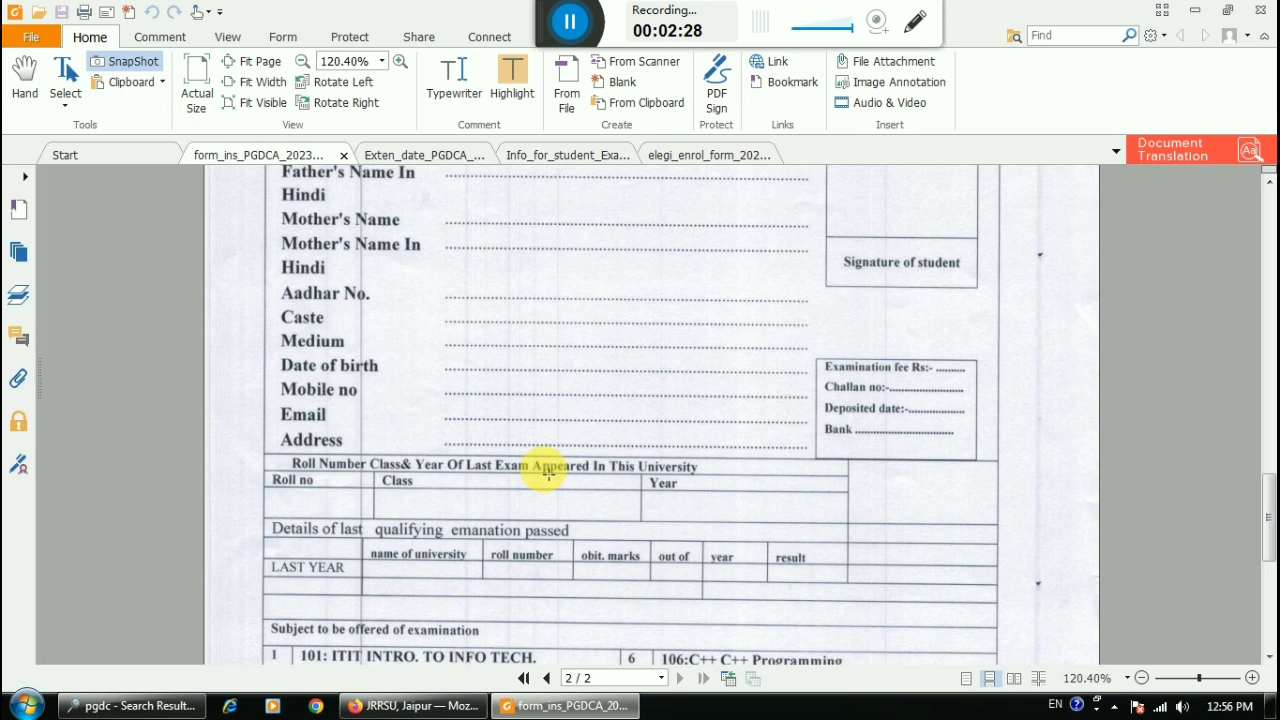 Recording...
00:02:28
File Home Comment View Form Protect Share Connect
Find
Hand
Select
SnapShot
Clipboard
Tools
Actual Size
Fit Page
Fit Width
Fit Visible
120.40%
Rotate Left
Rotate Right
View
Typewriter
Highlight
Comment
From File
From Scanner
Blank
From Clipboard
Create
PDF Sign
Protect
Link
Bookmark
Links
File Attachment
Image Annotation
Audio & Video
Insert
Start
form_ins_PGDCA_2023...
Exten_date_PGDCA_...
Info_for_student_Exa...
elegi_enrol_form_202...
Document Translation
Father's Name In
Hindi
Mother's Name
Mother's Name In
Hindi
Signature of student
Aadhar No.
Caste
Medium
Date of birth
Mobile no
Email
Address
Examination fee Rs:- ..........
Challan no:-......................
Deposited date:-.................
Bank .............................
Roll Number Class& Year Of Last Exam Appeared In This University
Roll no Class Year
Details of last qualifying emanation passed
name of university roll number obit. marks out of year result
LAST YEAR
Subject to be offered of examination
1 101: ITIT INTRO. TO INFO TECH. 6 106:C++ C++ Programming
2 / 2
120.40%
pgdc - Search Result...
JRRSU, Jaipur — Moz...
form_ins_PGDCA_20...
EN
12:56 PM